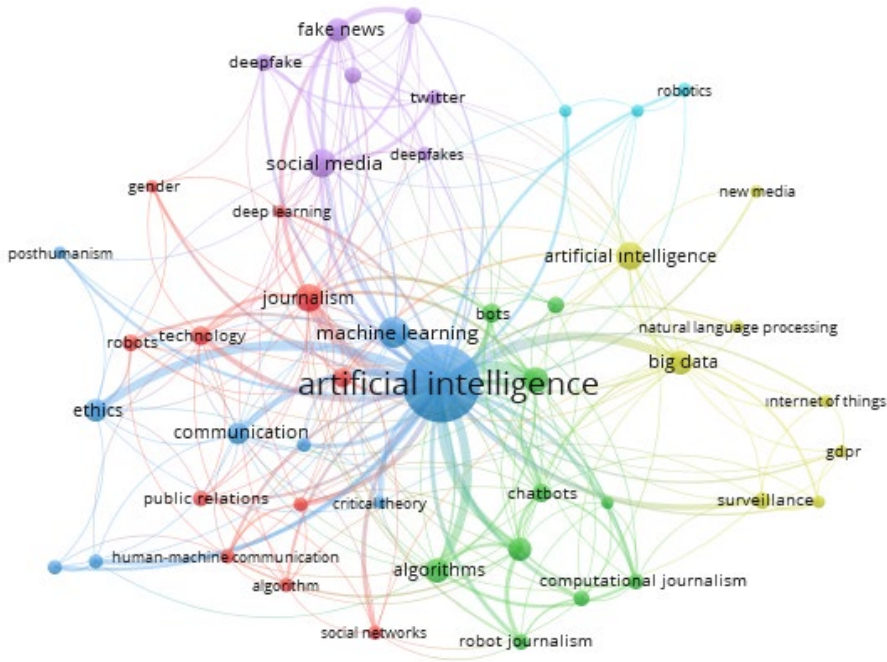 fake news
deepfake
robotics
twitter
deepfakes
social media
gender
new media
deep learning
posthumanism
artificial intelligence
journalism
bots
natural language processing
machine learning
technology
robots
big data
artificial intelligence
internet of things
ethics
communication
gdpr
chatbots
public relations
surveillance
critical theory
human-machine communication
algorithms
computational journalism
algorithm
social networks
robot journalism